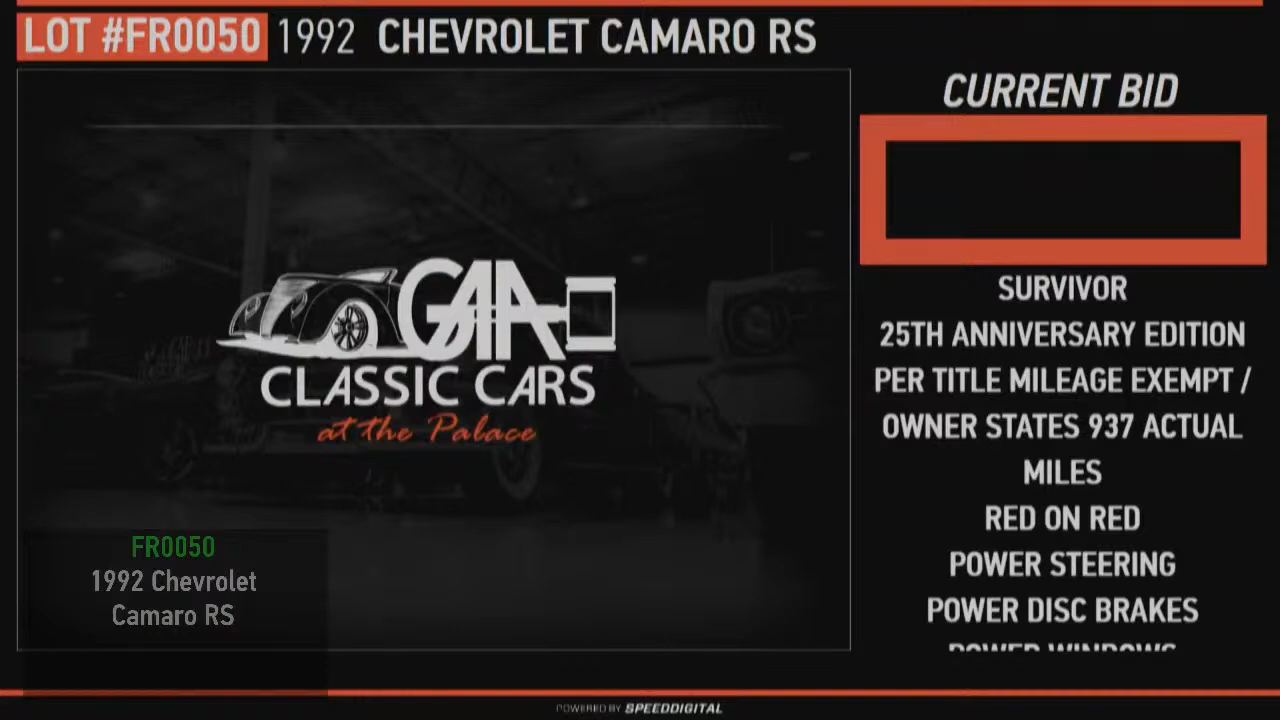 LOT #FR0050 1992 CHEVROLET CAMARO RS
CURRENT BID
GAA
CLASSIC CARS
at the Palace
SURVIVOR
25TH ANNIVERSARY EDITION
PER TITLE MILEAGE EXEMPT /
OWNER STATES 937 ACTUAL
MILES
RED ON RED
POWER STEERING
POWER DISC BRAKES
POWER WINDOWS
FR0050
1992 Chevrolet
Camaro RS
POWERED BY SPEEDDIGITAL